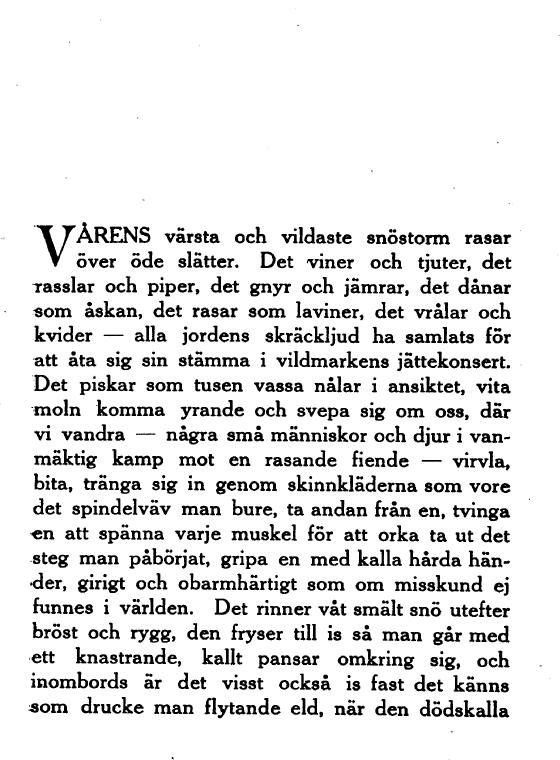 VÅRENS värsta och vildaste snöstorm rasar
över öde slätter. Det viner och tjuter, det
rasslar och piper, det gnyr och jämrar, det dånar
som åskan, det rasar som laviner, det vrålar och
kvider — alla jordens skräckljud ha samlats för
att åta sig sin stämma i vildmarkens jättekonsert.
Det piskar som tusen vassa nålar i ansiktet, vita
moln komma yrande och svepa sig om oss, där
vi vandra — några små människor och djur i van-
mäktig kamp mot en rasande fiende — virvla,
bita, tränga sig in genom skinnkläderna som vore
det spindelväv man bure, ta andan från en, tvinga
en att spänna varje muskel för att orka ta ut det
steg man påbörjat, gripa en med kalla hårda hän-
der, girigt och obarmhärtigt som om misskund ej
funnes i världen. Det rinner våt smält snö utefter
bröst och rygg, den fryser till is så man går med
ett knastrande, kallt pansar omkring sig, och
inombords är det visst också is fast det känns
som drucke man flytande eld, när den dödskalla